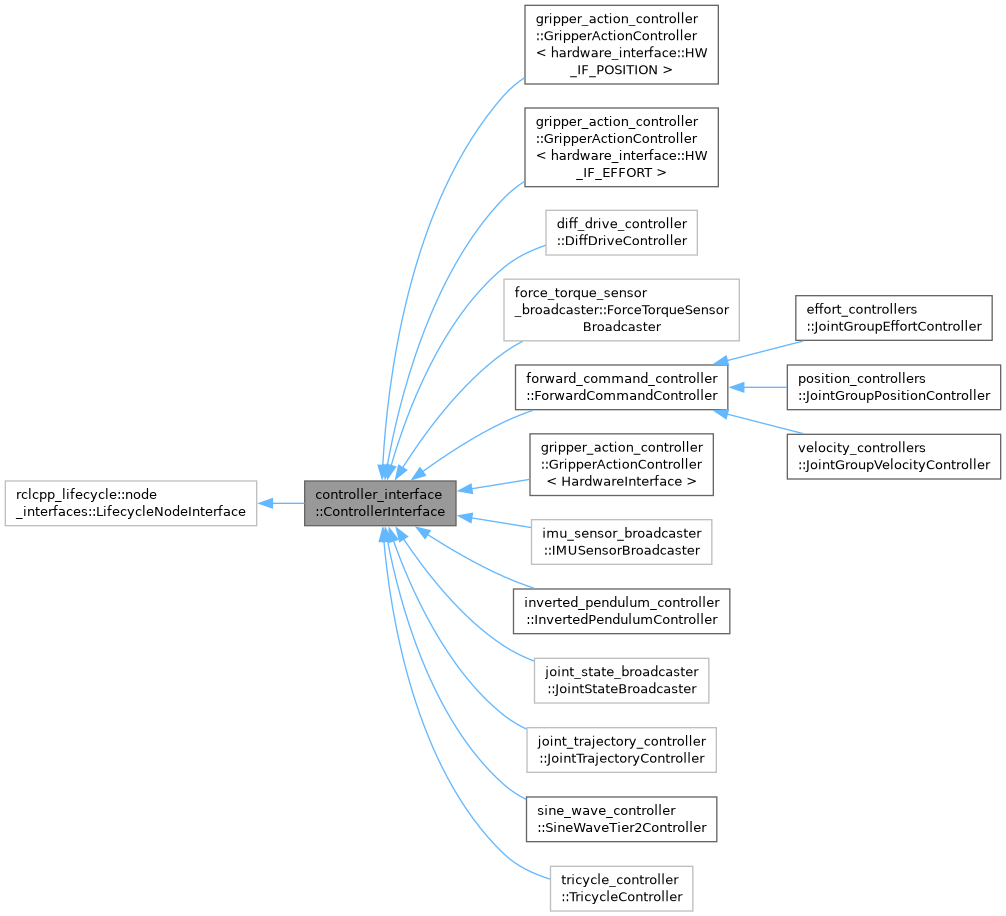 gripper_action_controller
::GripperActionController
< hardware_interface::HW
_IF_POSITION >
gripper_action_controller
::GripperActionController
< hardware_interface::HW
_IF_EFFORT >
diff_drive_controller
::DiffDriveController
force_torque_sensor
_broadcaster::ForceTorqueSensor
Broadcaster
effort_controllers
::JointGroupEffortController
forward_command_controller
::ForwardCommandController
position_controllers
::JointGroupPositionController
velocity_controllers
::JointGroupVelocityController
gripper_action_controller
::GripperActionController
< HardwareInterface >
rclcpp_lifecycle::node
_interfaces::LifecycleNodeInterface
controller_interface
::ControllerInterface
imu_sensor_broadcaster
::IMUSensorBroadcaster
inverted_pendulum_controller
::InvertedPendulumController
joint_state_broadcaster
::JointStateBroadcaster
joint_trajectory_controller
::JointTrajectoryController
sine_wave_controller
::SineWaveTier2Controller
tricycle_controller
::TricycleController